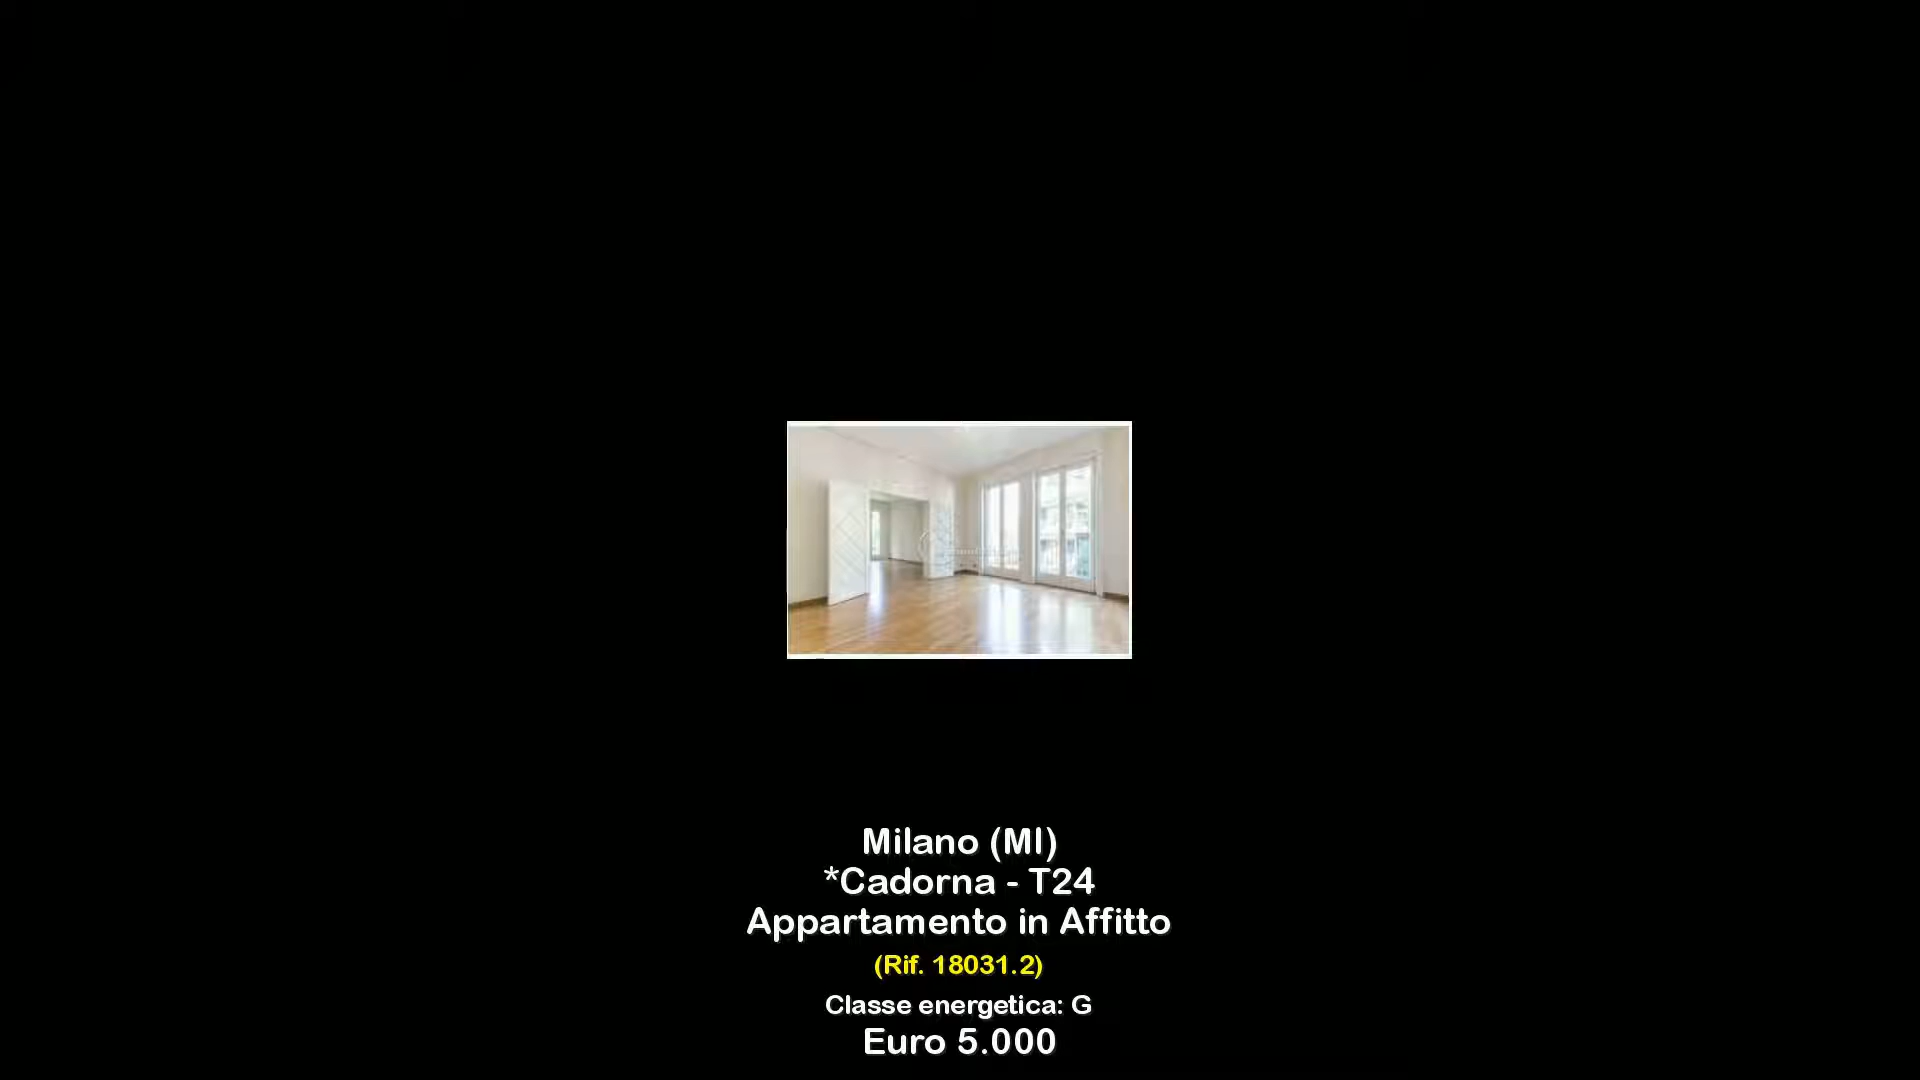 Milano (MI)
*Cadorna - T24
Appartamento in Affitto
(Rif. 18031.2)
Classe energetica: G
Euro 5.000